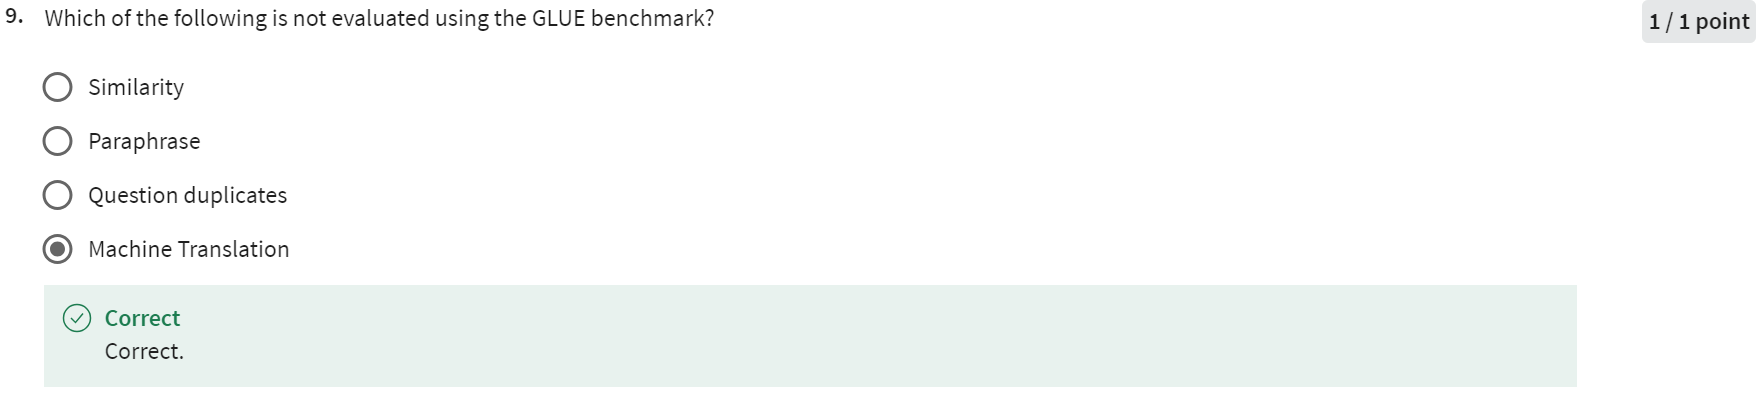 9. Which of the following is not evaluated using the GLUE benchmark?
1 / 1 point
Similarity
Paraphrase
Question duplicates
Machine Translation
Correct
Correct.